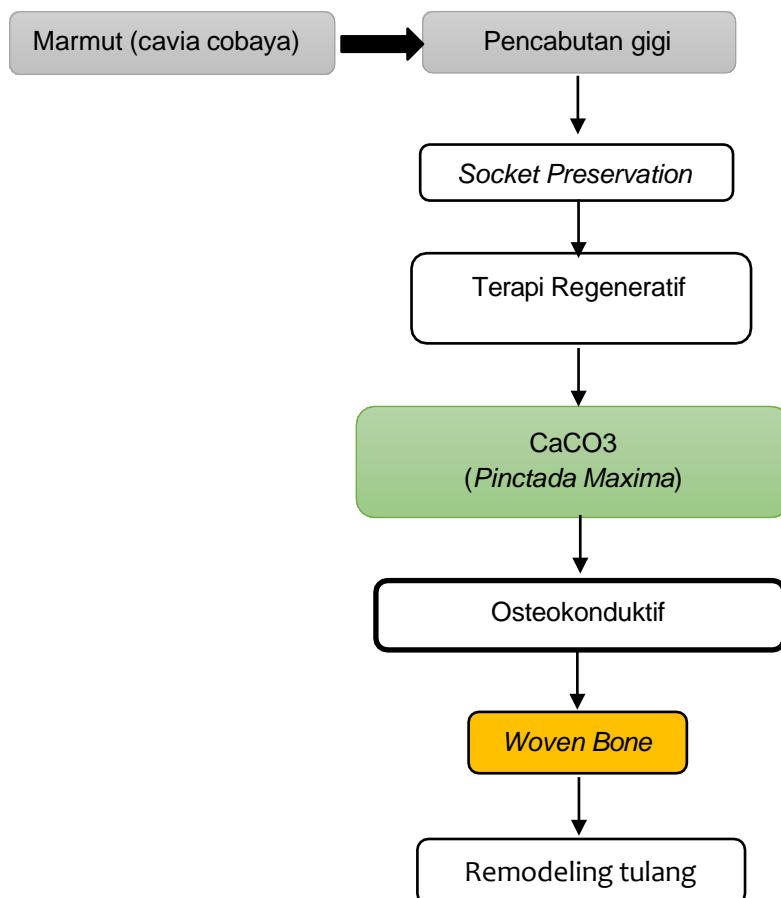 Marmut (cavia cobaya)
Pencabutan gigi
Socket Preservation
Terapi Regeneratif
CaCO3
(Pinctada Maxima)
Osteokonduktif
Woven Bone
Remodeling tulang